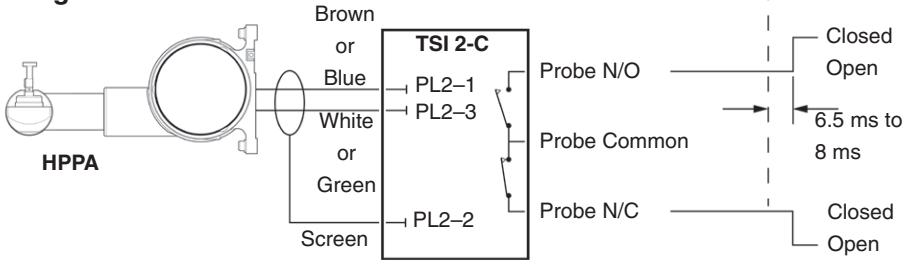 Brown
or
Blue
White
or
Green
Screen
HPPA
TSI 2-C
PL2–1
PL2–3
PL2–2
Probe N/O
Probe Common
Probe N/C
Closed
Open
6.5 ms to
8 ms
Closed
Open